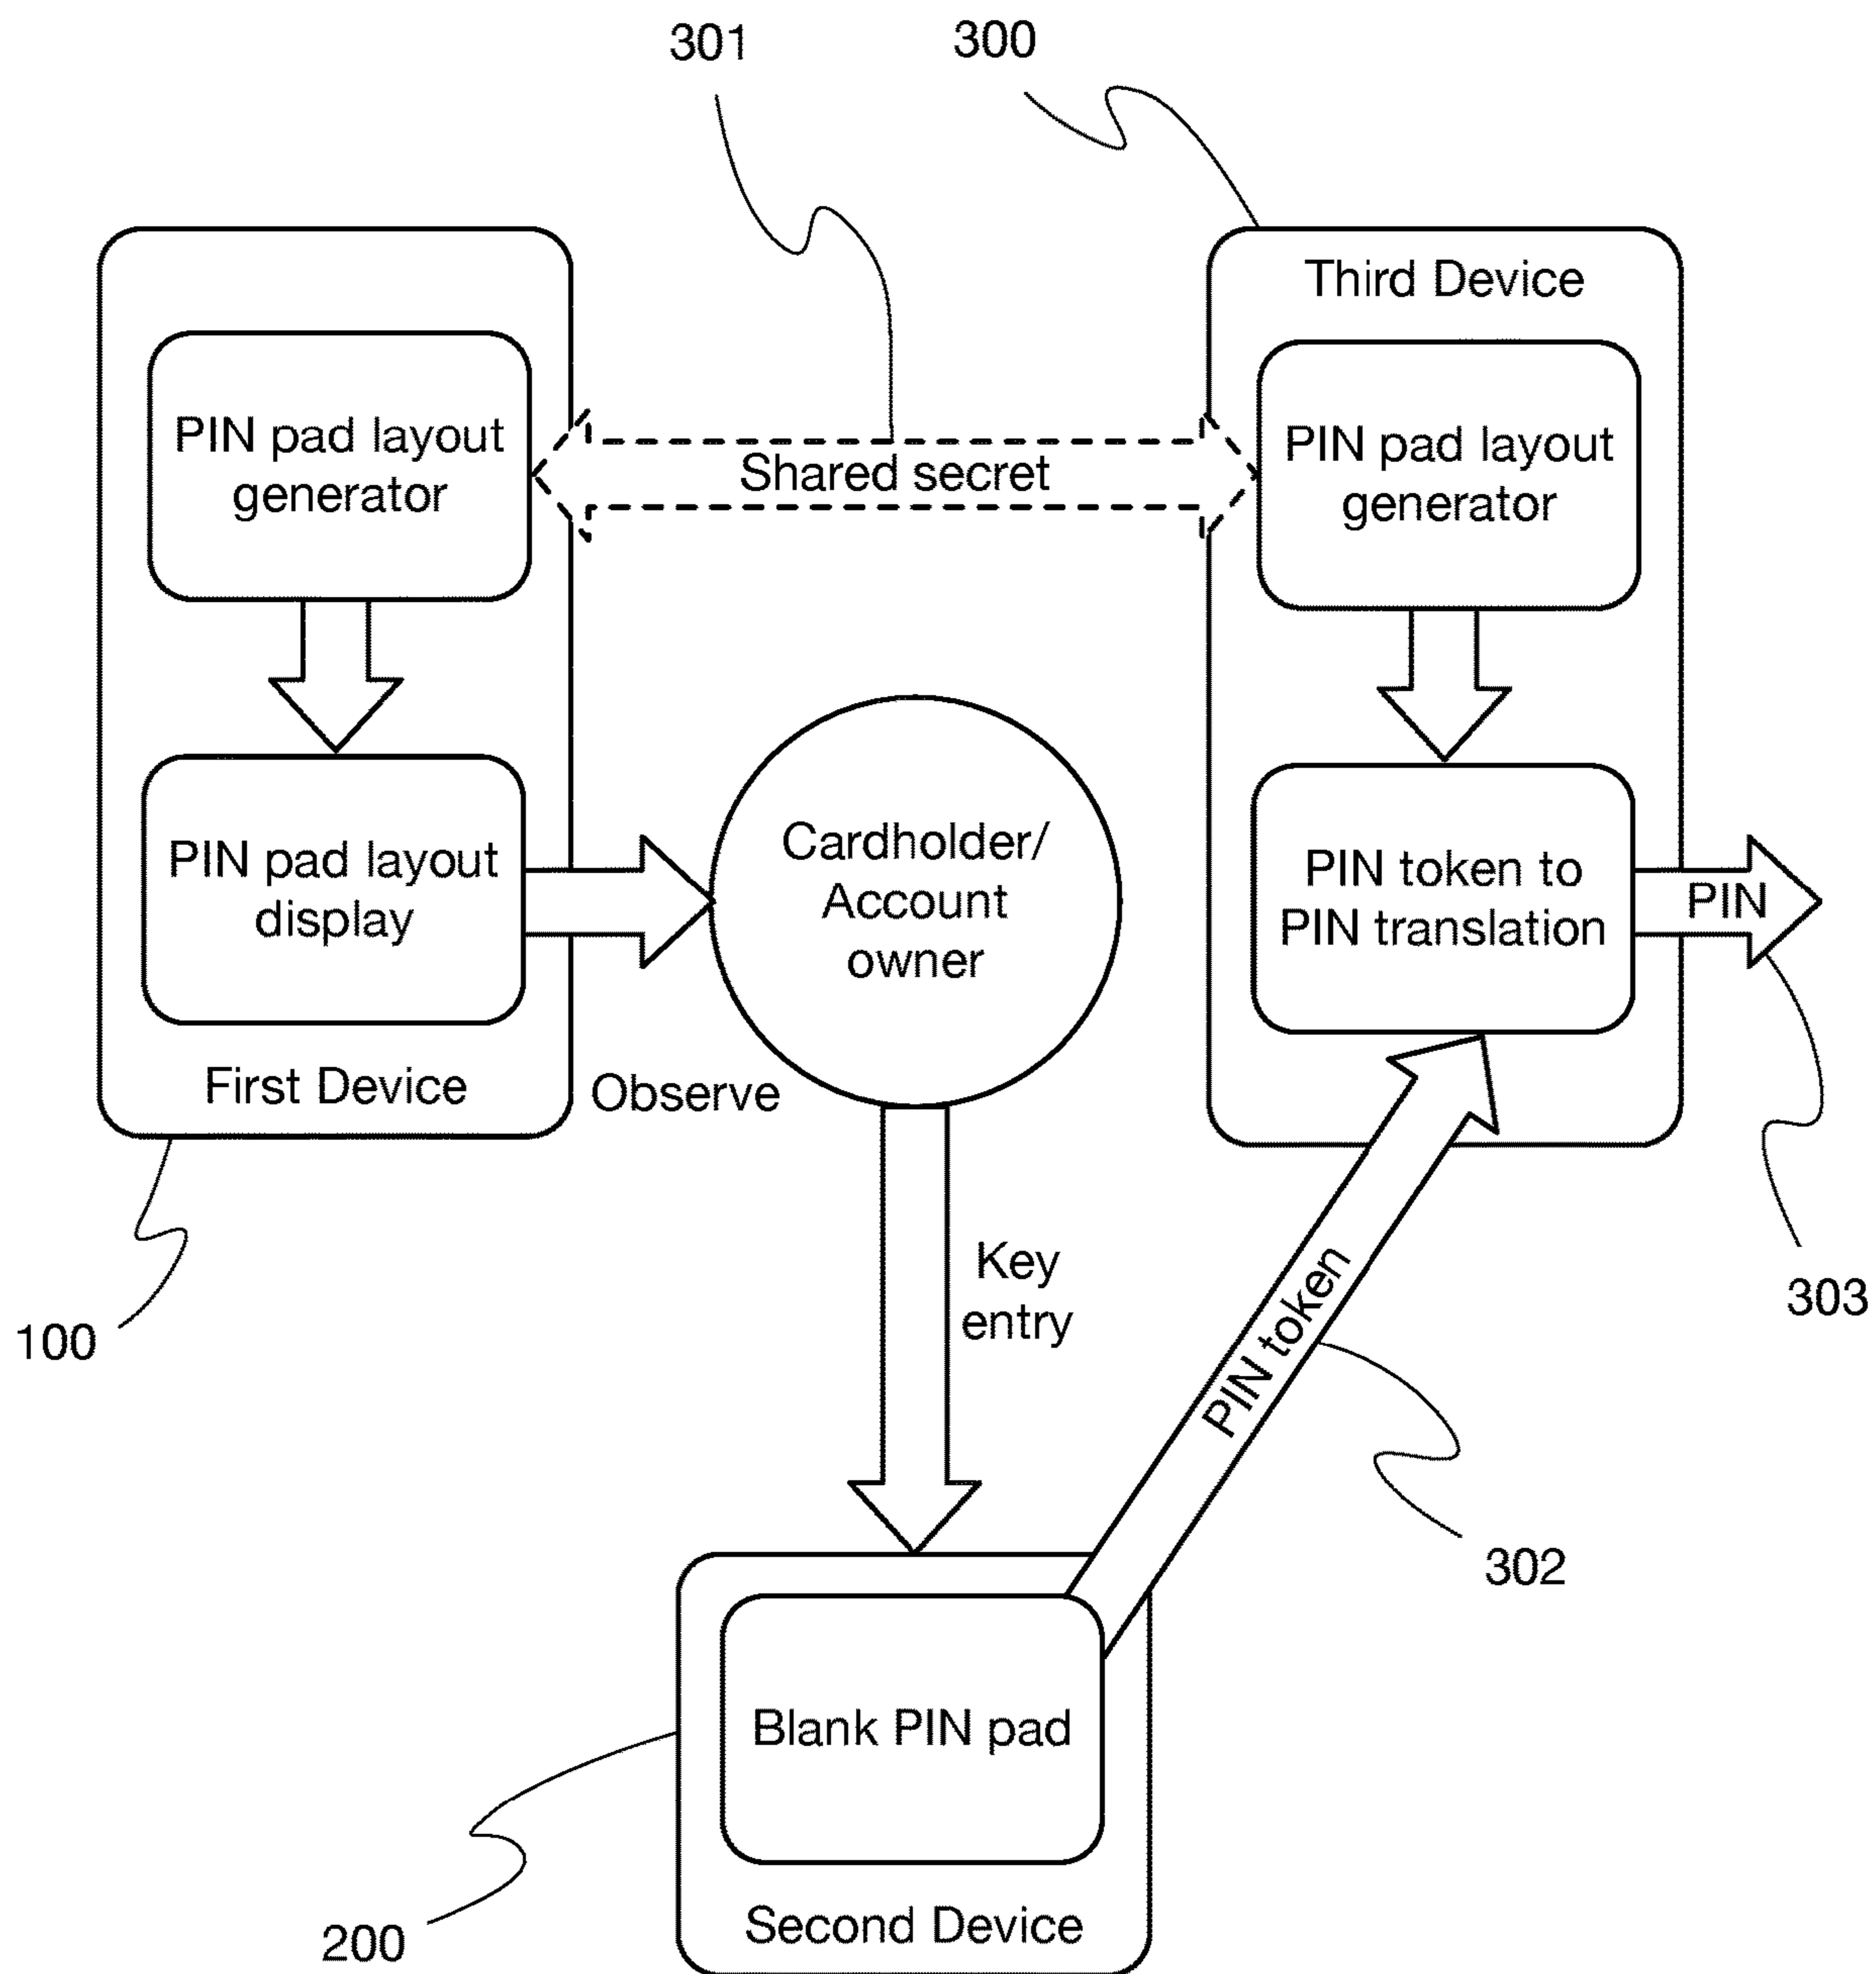 301
300
Third Device
PIN pad layout
generator
Shared secret
PIN pad layout
generator
PIN pad layout
display
Cardholder/
Account
owner
PIN token to
PIN translation
PIN
First Device
Observe
Key
entry
303
100
PIN token
302
Blank PIN pad
Second Device
200